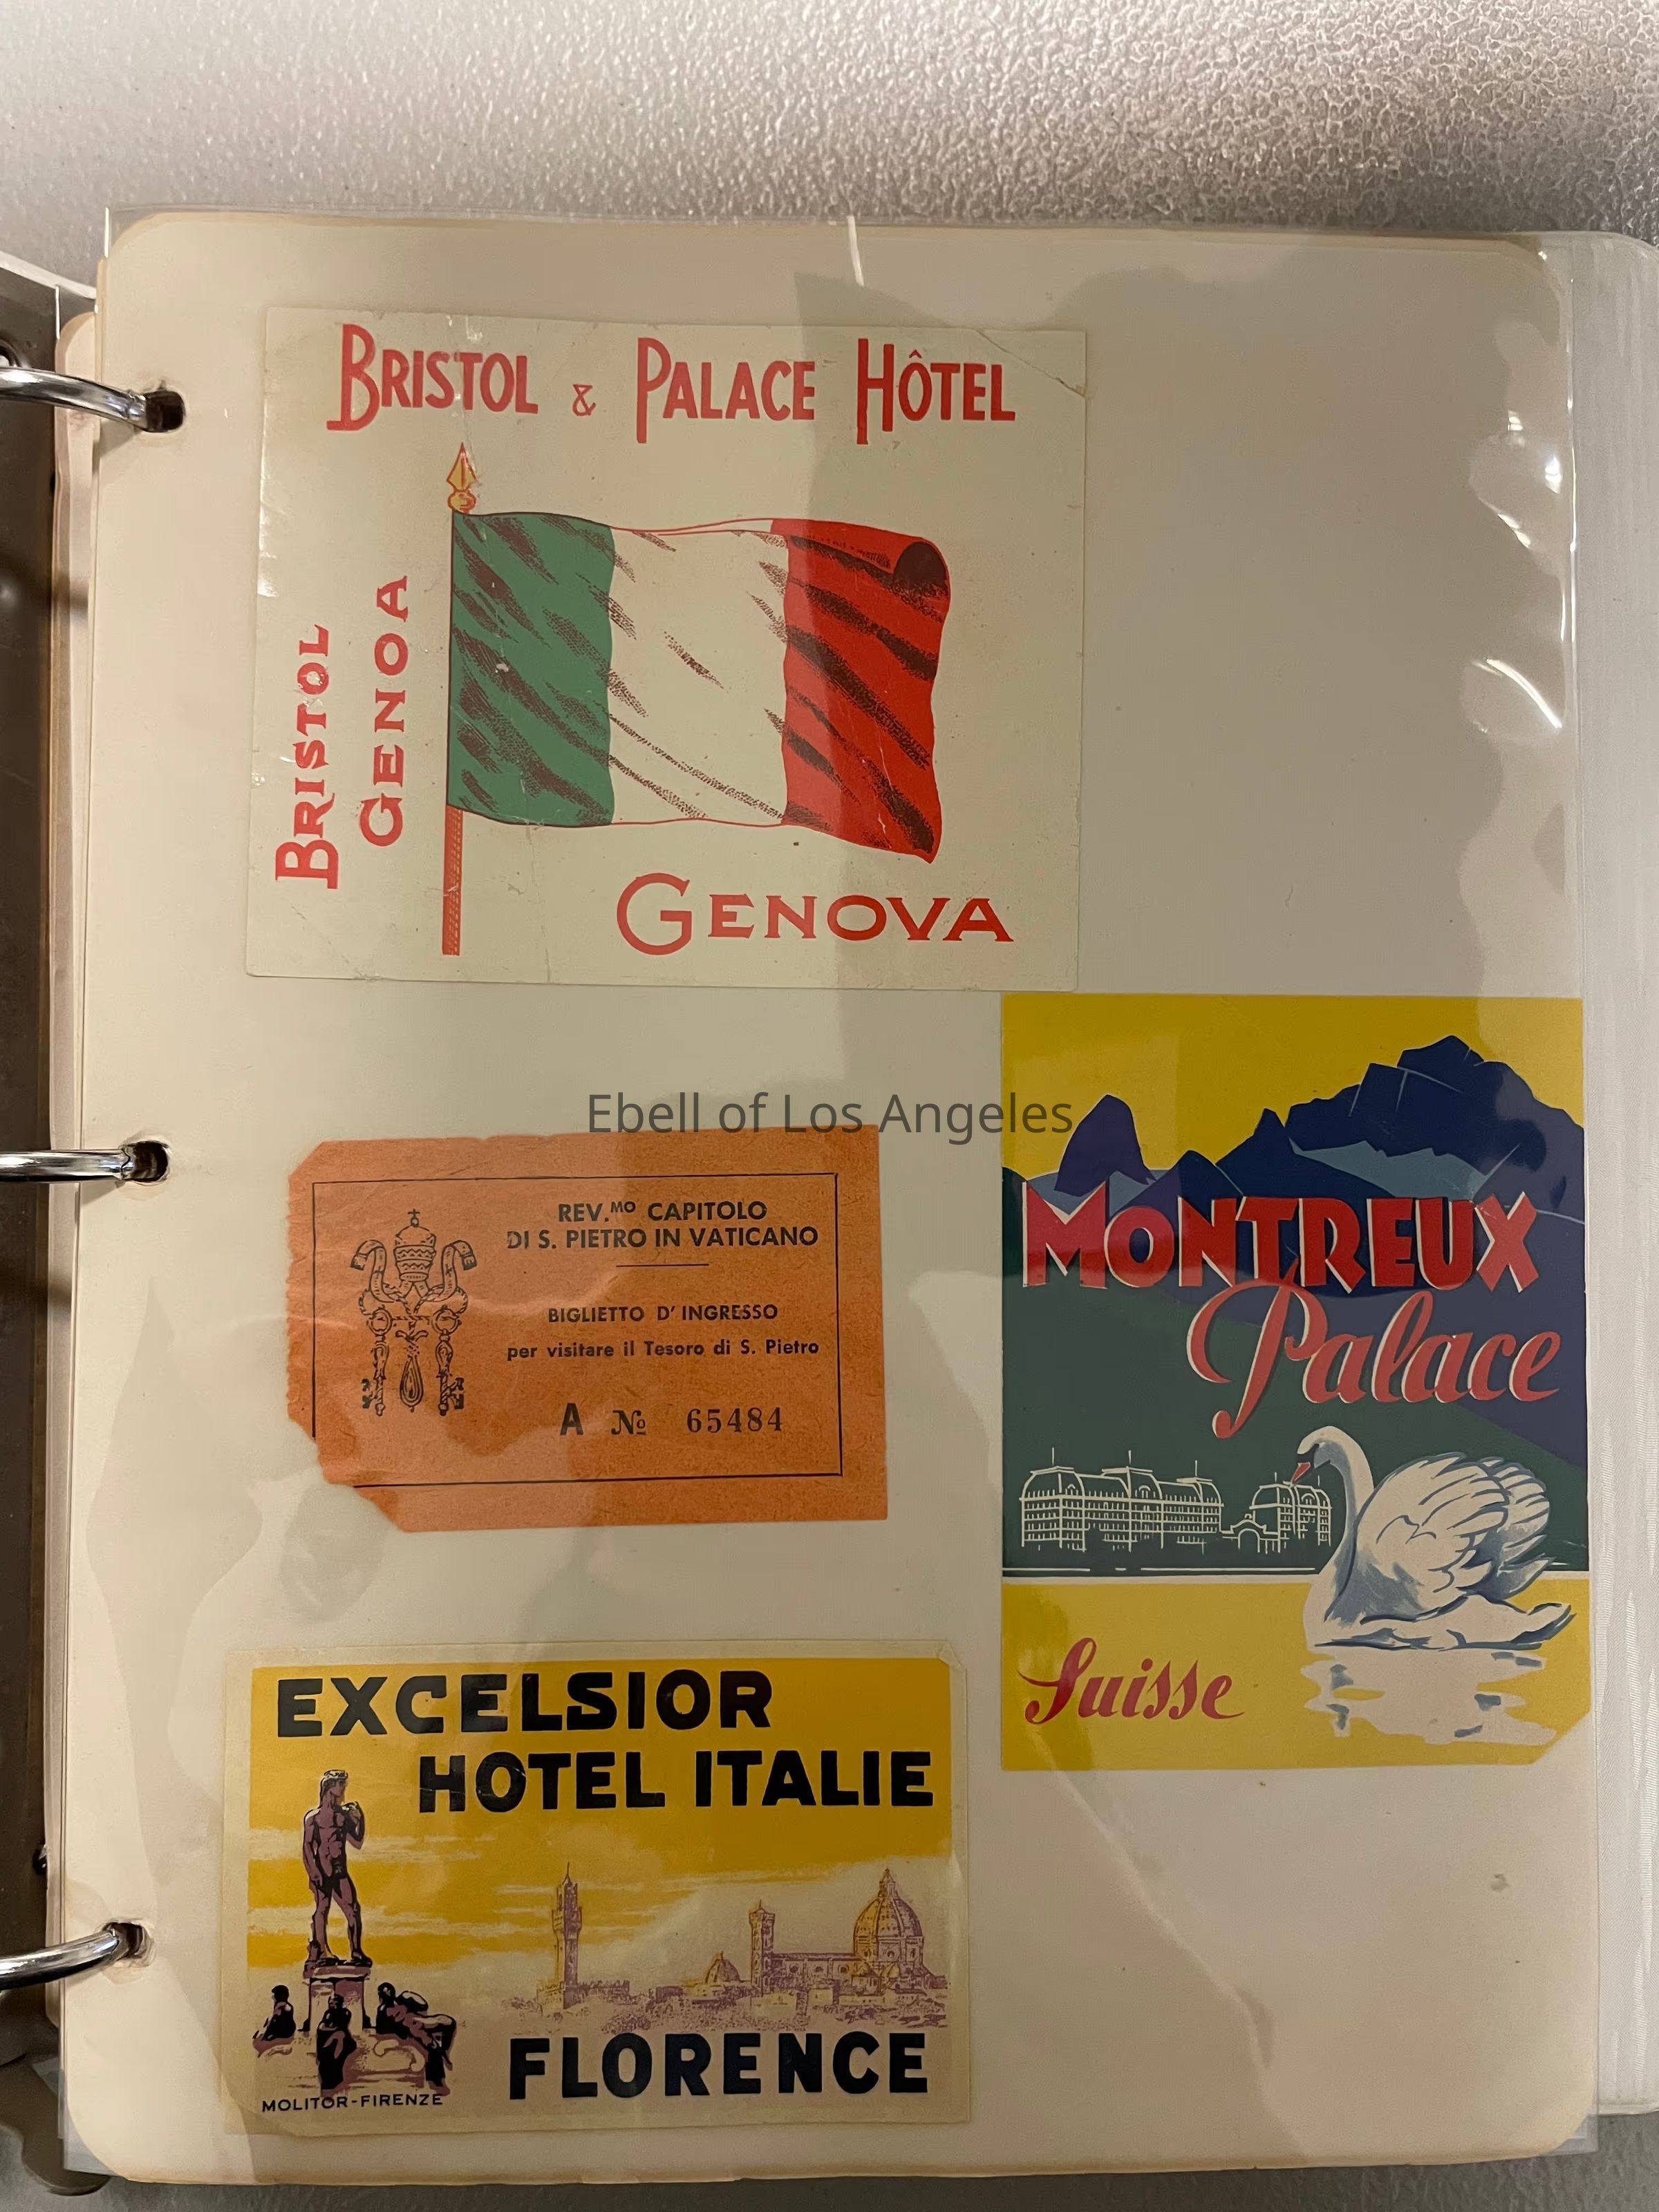 BRISTOL & PALACE HÔTEL
BRISTOL
GENOA
GENOVA
Ebell of Los Angeles
REV.MO CAPITOLO
DI S. PIETRO IN VATICANO
BIGLIETTO D' INGRESSO
per visitare il Tesoro di S. Pietro
A № 65484
MONTREUX
Palace
Suisse
EXCELSIOR
HOTEL ITALIE
FLORENCE
MOLITOR-FIRENZE